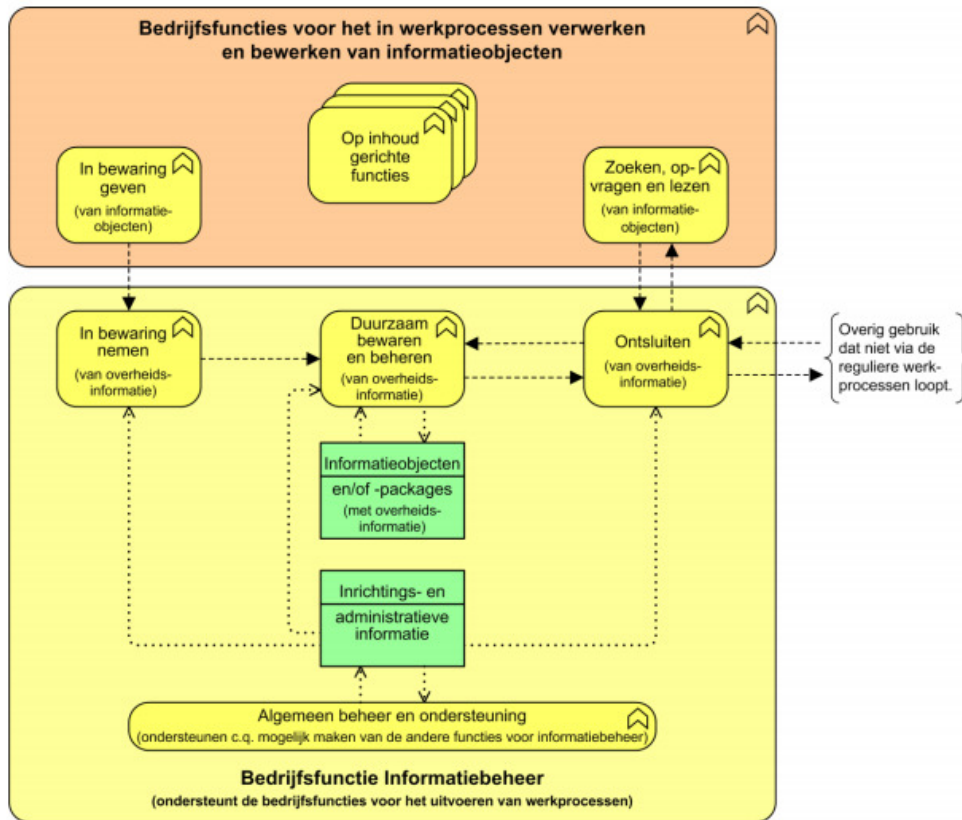 Bedrijfsfuncties voor het in werkprocessen verwerken
en bewerken van informatieobjecten
Op inhoud
gerichte
functies
In bewaring
geven
(van informatie-
objecten)
Zoeken, op-
vragen en lezen
(van informatie-
objecten)
In bewaring
nemen
(van overheids-
informatie)
Duurzaam
bewaren
en beheren
(van overheids-
informatie)
Ontsluiten
(van overheids-
informatie)
Overig gebruik
dat niet via de
reguliere werk-
processen loopt.
Informatieobjecten
en/of -packages
(met overheids-
informatie)
Inrichtings- en
administratieve
informatie
Algemeen beheer en ondersteuning
(ondersteunen c.q. mogelijk maken van de andere functies voor informatiebeheer)
Bedrijfsfunctie Informatiebeheer
(ondersteunt de bedrijfsfuncties voor het uitvoeren van werkprocessen)